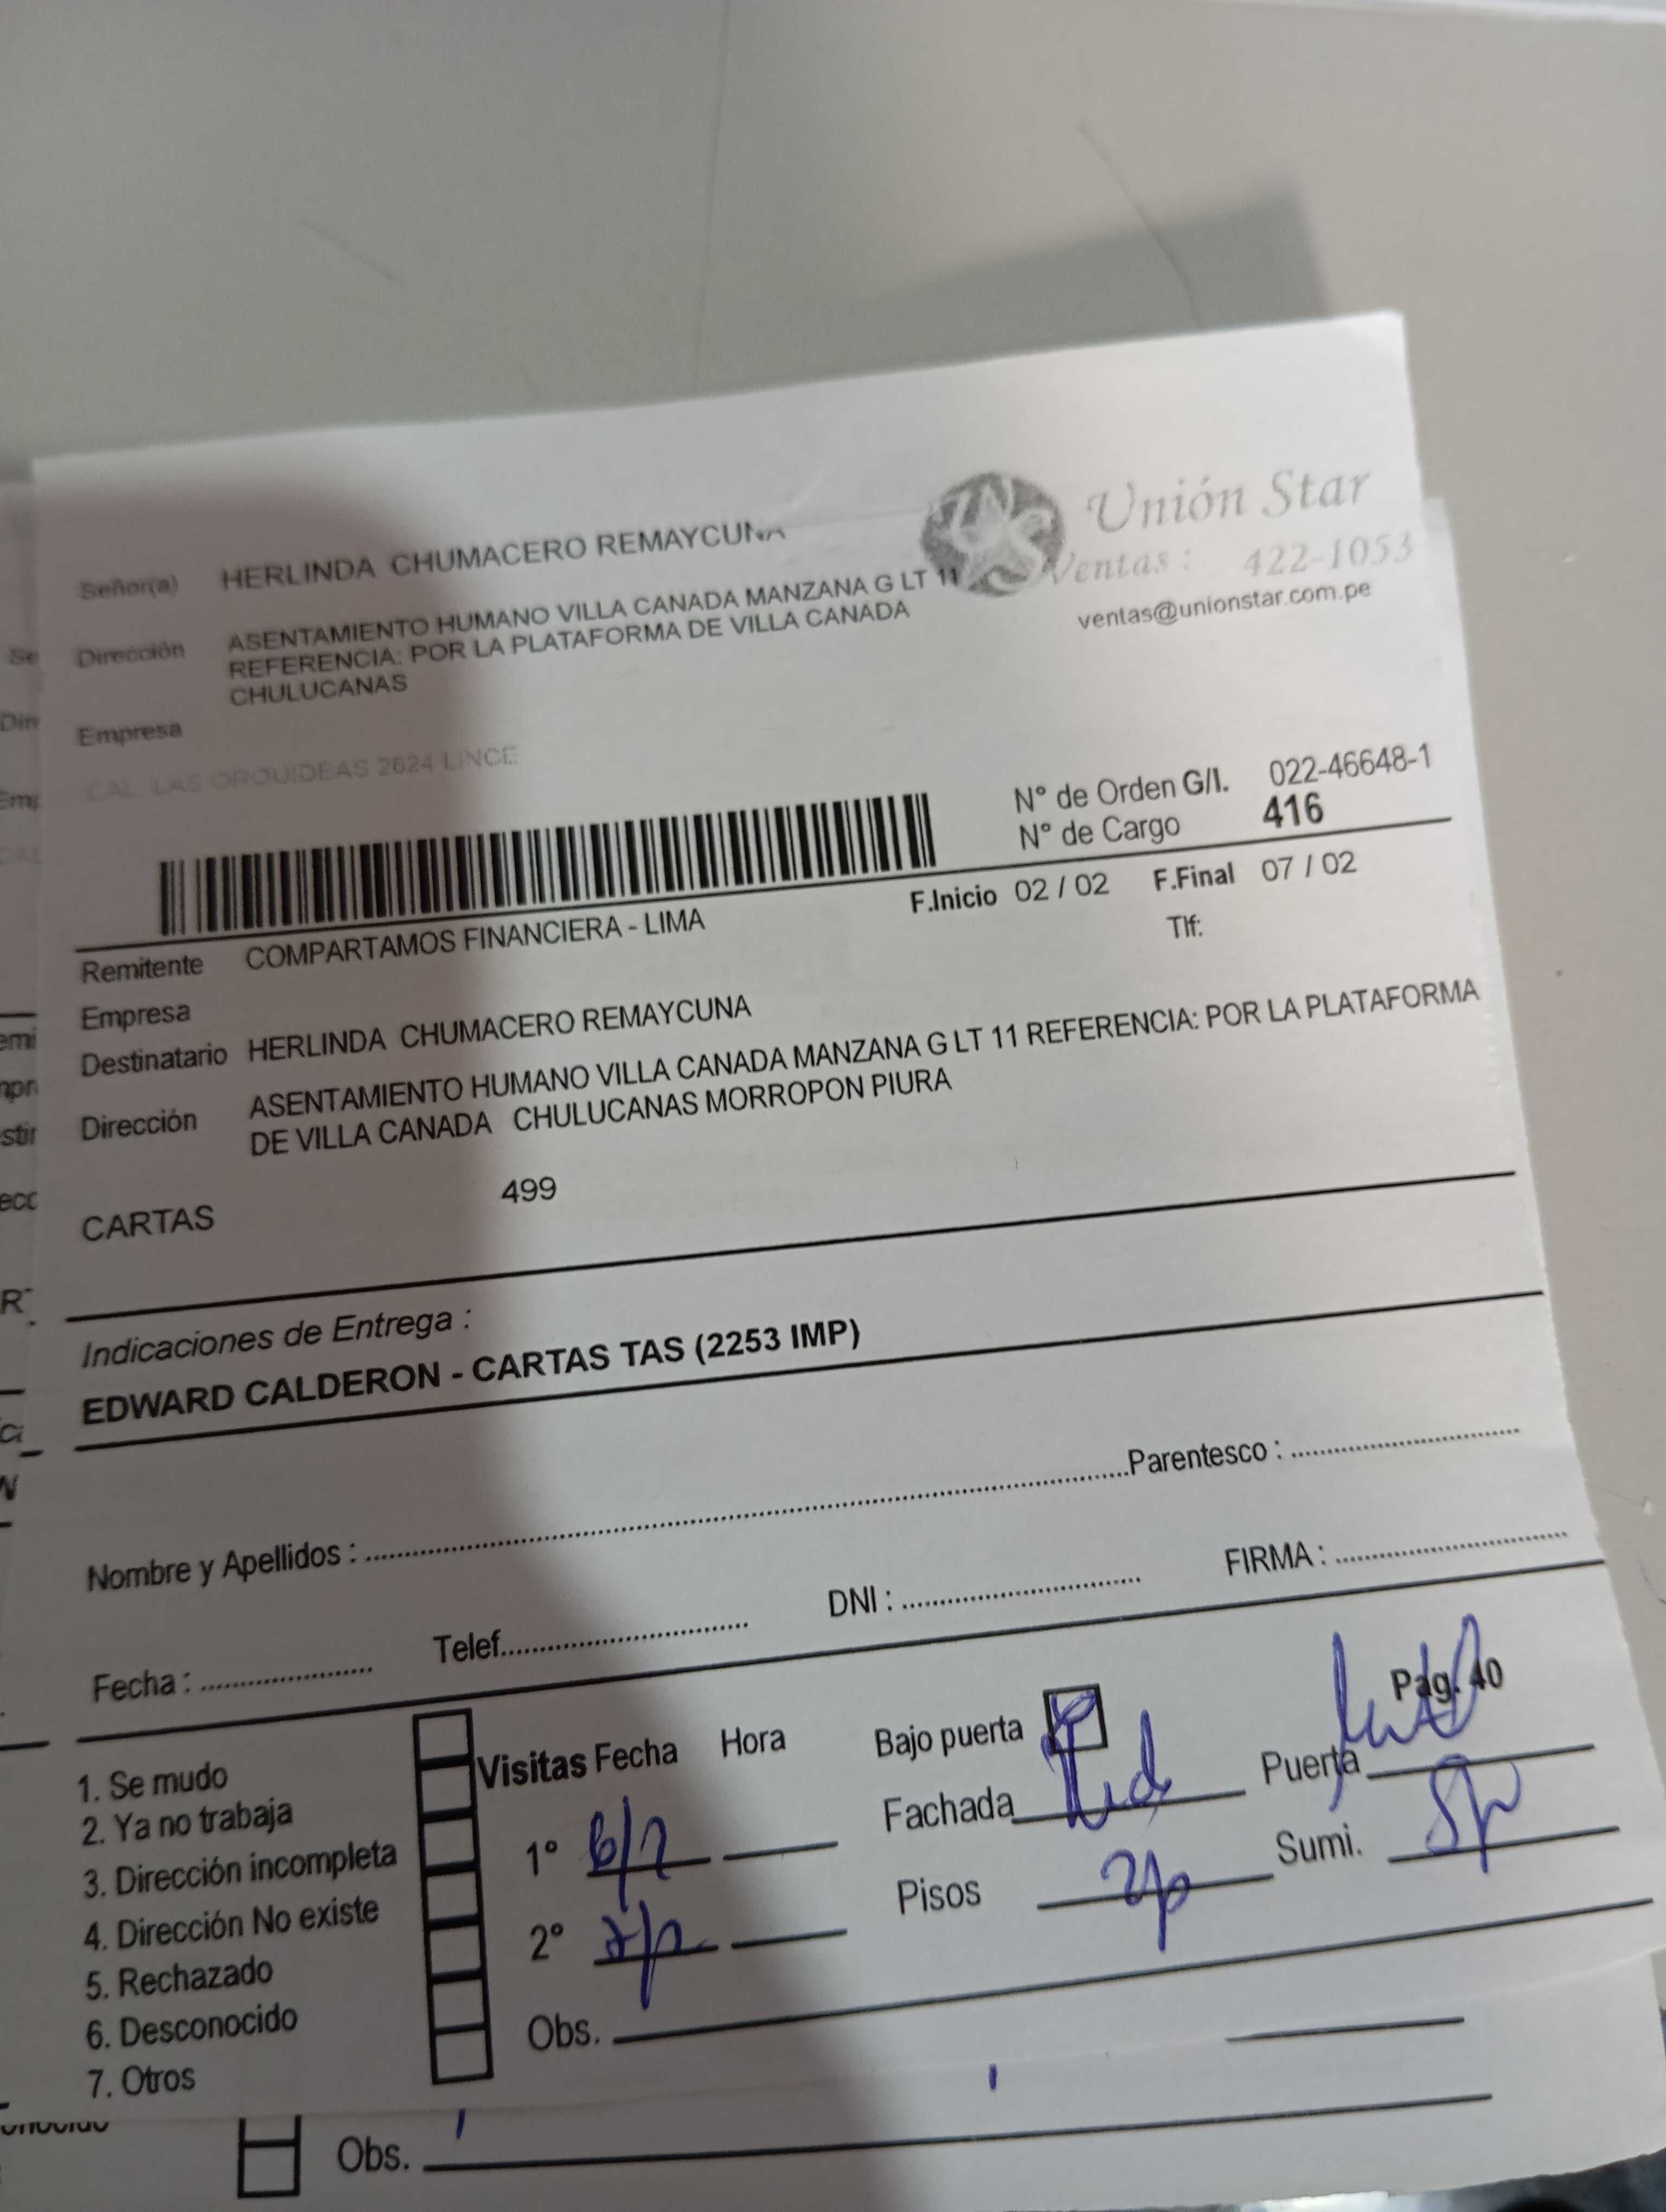 Unión Star
Ventas : 422-1053
ventas@unionstar.com.pe
Señor(a) HERLINDA CHUMACERO REMAYCUNA
Dirección ASENTAMIENTO HUMANO VILLA CANADA MANZANA G LT 11
REFERENCIA: POR LA PLATAFORMA DE VILLA CANADA
CHULUCANAS
Empresa
CAL. LAS ORQUIDEAS 2624 LINCE
N° de Orden G/I. 022-46648-1
N° de Cargo 416
F.Inicio 02 / 02 F.Final 07 / 02
Remitente COMPARTAMOS FINANCIERA - LIMA Tlf:
Empresa
Destinatario HERLINDA CHUMACERO REMAYCUNA
Dirección ASENTAMIENTO HUMANO VILLA CANADA MANZANA G LT 11 REFERENCIA: POR LA PLATAFORMA
DE VILLA CANADA CHULUCANAS MORROPON PIURA
CARTAS 499
Indicaciones de Entrega :
EDWARD CALDERON - CARTAS TAS (2253 IMP)
Nombre y Apellidos : Parentesco :
Fecha : Telef. DNI : FIRMA :
Pág. 40
1. Se mudo
2. Ya no trabaja
3. Dirección incompleta
4. Dirección No existe
5. Rechazado
6. Desconocido
7. Otros
Visitas Fecha Hora
1° 6/2
2°
Bajo puerta
Fachada
Puerta
Pisos 2p
Sumi.
Obs.
Obs.